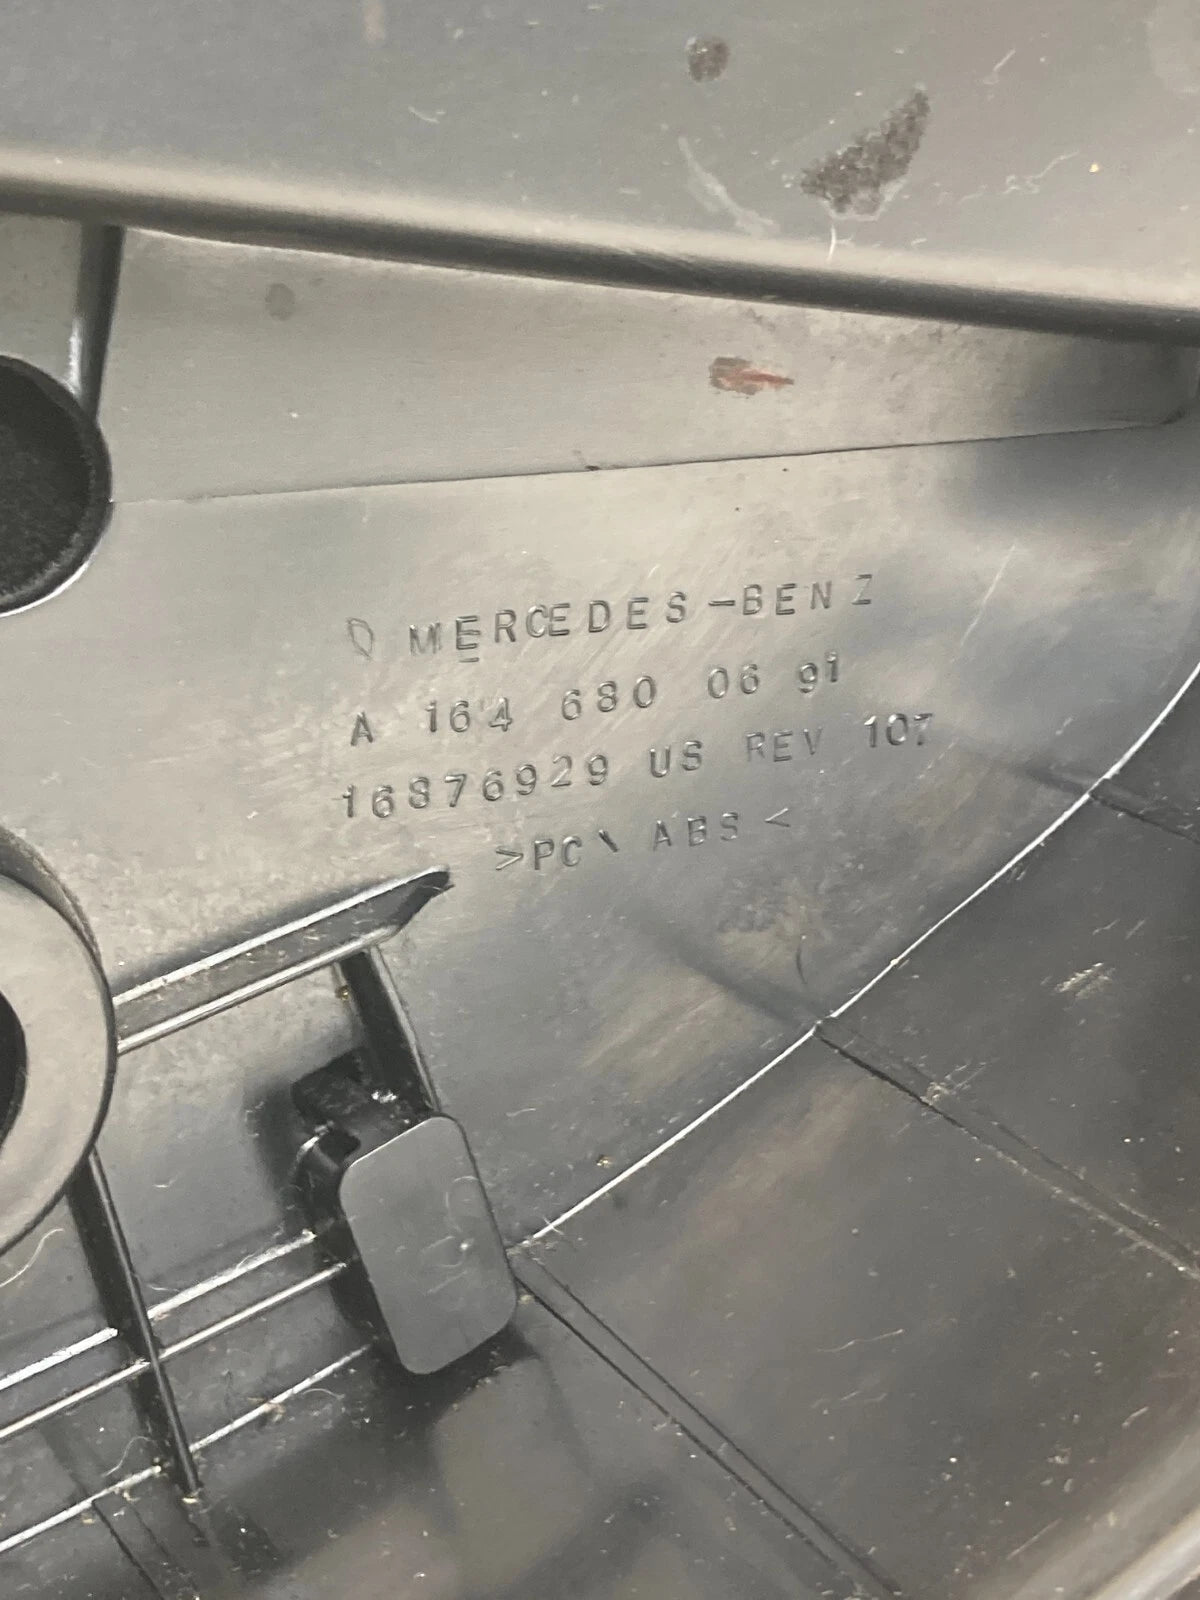 MERCEDES-BENZ
A 164 680 06 91
16876929 US REV 107
>PC\ ABS<